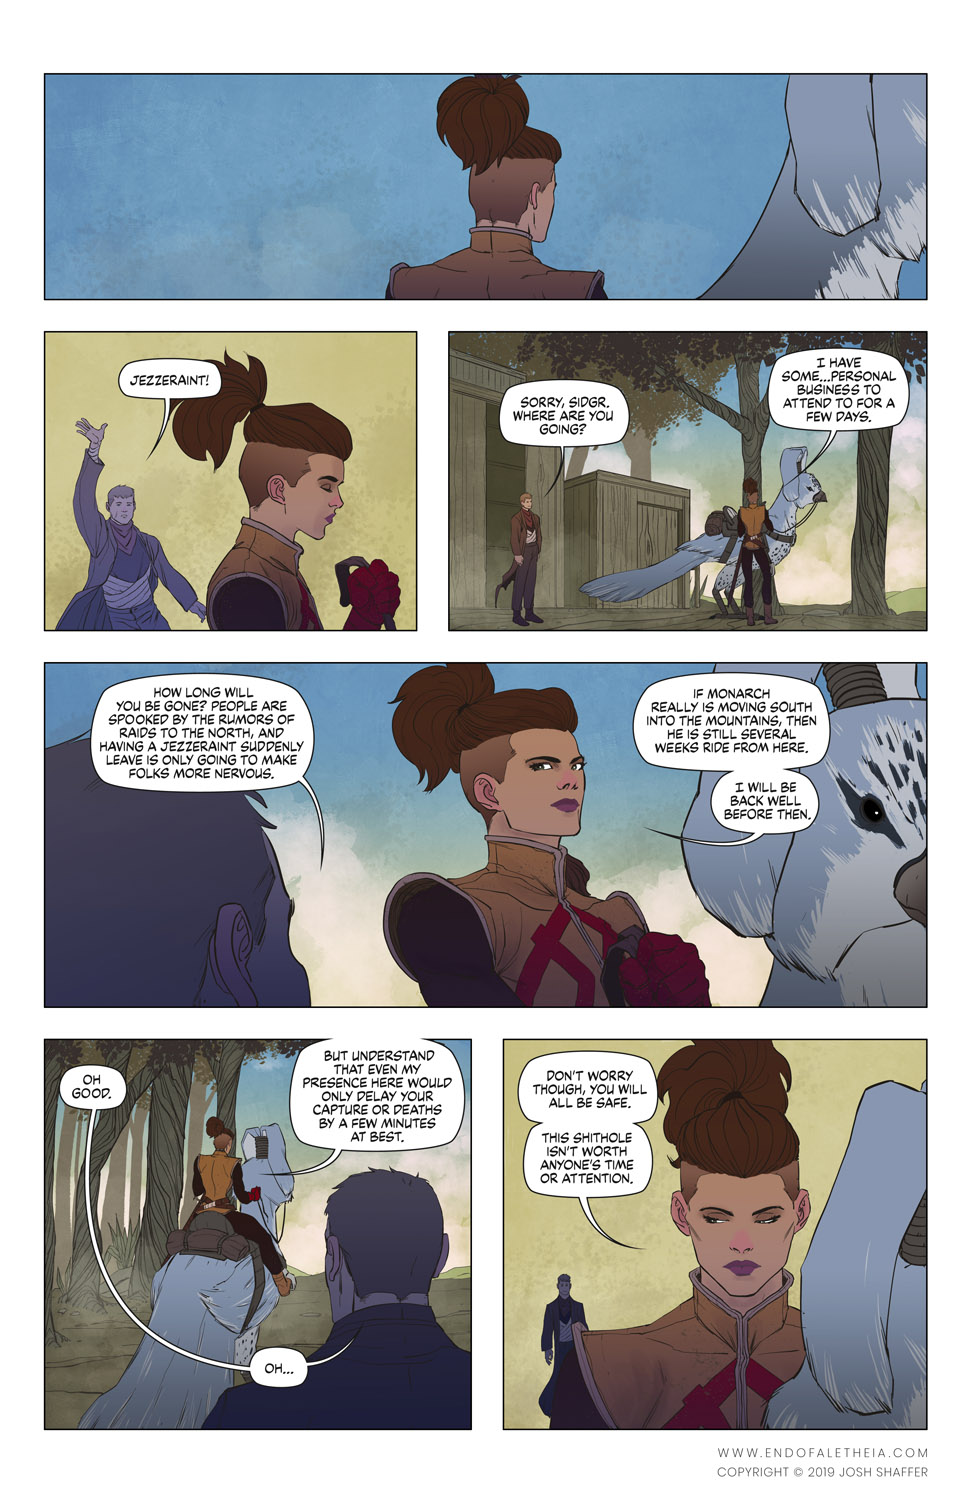 JEZZERAINT!
SORRY, SIDGR,
WHERE ARE YOU
GOING?
I HAVE
SOME...PERSONAL
BUSINESS TO
ATTEND TO FOR A
FEW DAYS.
HOW LONG WILL
YOU BE GONE? PEOPLE ARE
SPOOKED BY THE RUMORS OF
RAIDS TO THE NORTH, AND
HAVING A JEZZERAINT SUDDENLY
LEAVE IS ONLY GOING TO MAKE
FOLKS MORE NERVOUS.
IF MONARCH
REALLY IS MOVING SOUTH
INTO THE MOUNTAINS, THEN
HE IS STILL SEVERAL
WEEKS RIDE FROM HERE.
I WILL BE
BACK WELL
BEFORE THEN.
OH
GOOD.
BUT UNDERSTAND
THAT EVEN MY
PRESENCE HERE WOULD
ONLY DELAY YOUR
CAPTURE OR DEATHS
BY A FEW MINUTES
AT BEST.
OH...
DON'T WORRY
THOUGH, YOU WILL
ALL BE SAFE.
THIS SHITHOLE
ISN'T WORTH
ANYONE'S TIME
OR ATTENTION.
WWW.ENDOFALETHEIA.COM
COPYRIGHT © 2019 JOSH SHAFFER